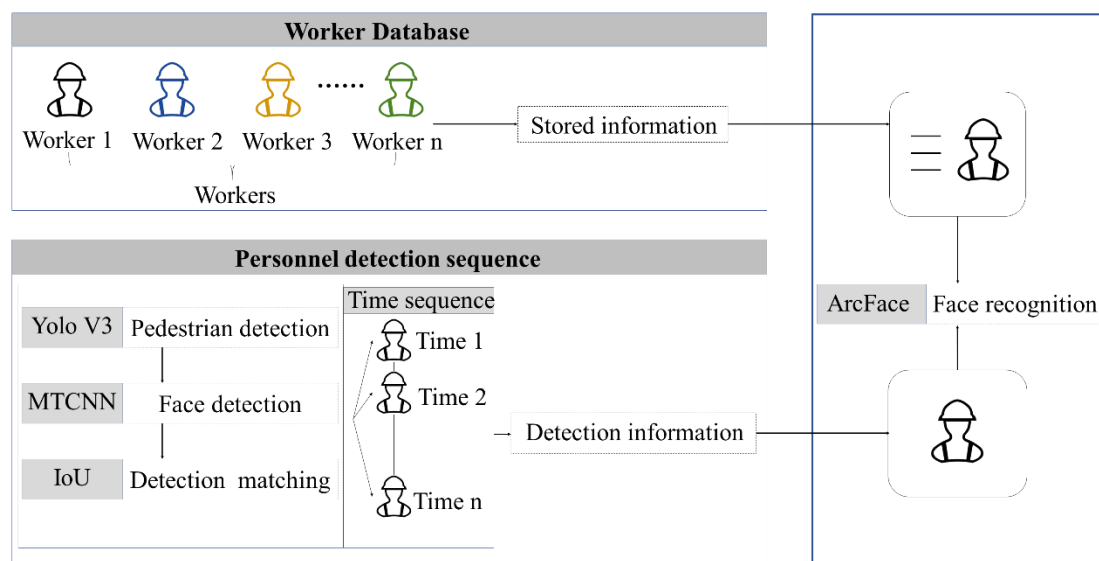 Worker Database
······
Worker 1
Worker 2
Worker 3
Worker n
Workers
Stored information
Personnel detection sequence
Yolo V3
Pedestrian detection
MTCNN
Face detection
IoU
Detection matching
Time sequence
Time 1
Time 2
Time n
Detection information
ArcFace
Face recognition